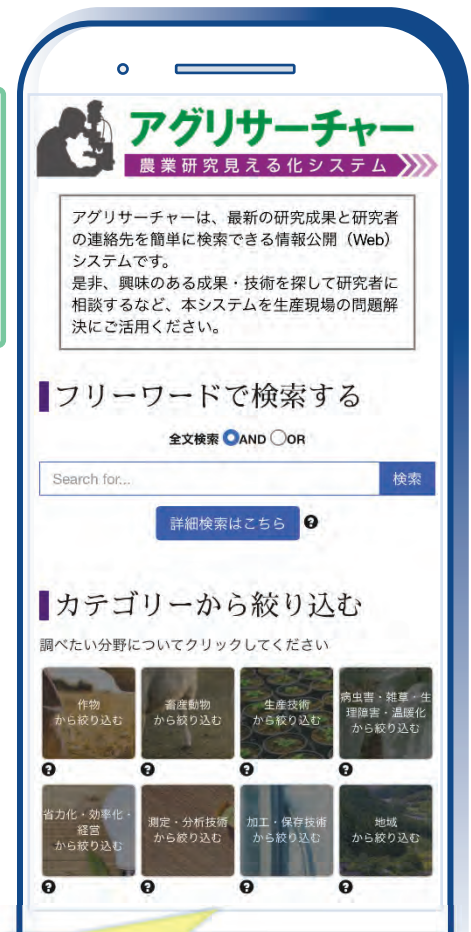 アグリサーチャー
農業研究見える化システム
アグリサーチャーは、最新の研究成果と研究者
の連絡先を簡単に検索できる情報公開（Web）
システムです。
是非、興味のある成果・技術を探して研究者に
相談するなど、本システムを生産現場の問題解
決にご活用ください。
フリーワードで検索する
全文検索 AND OR
Search for... 検索
詳細検索はこちら ?
カテゴリーから絞り込む
調べたい分野についてクリックしてください
作物
から絞り込む
?
畜産動物
から絞り込む
?
生産技術
から絞り込む
?
病虫害・雑草・生
理障害・温暖化
から絞り込む
?
省力化・効率化・
経営
から絞り込む
?
測定・分析技術
から絞り込む
?
加工・保存技術
から絞り込む
?
地域
から絞り込む
?